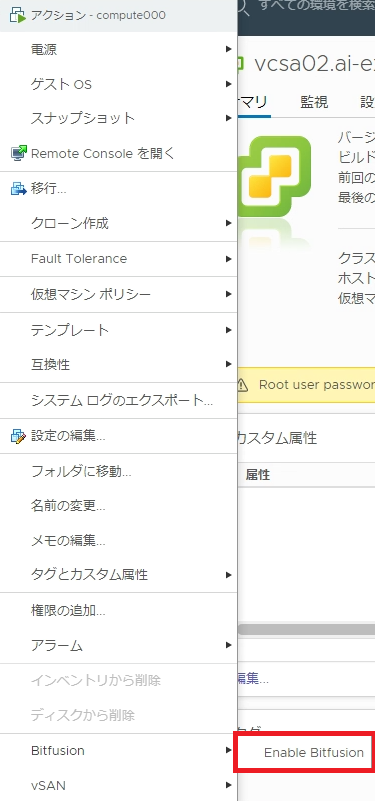 アクション - compute000
すべての環境を検索
電源
vcsa02.ai-ex
ゲスト OS
マリ 監視 設
スナップショット
バージ
Remote Console を開く
ビルド
前回の
移行...
最後の
クローン作成
Fault Tolerance
クラス
ホスト
仮想マシン ポリシー
仮想マ
テンプレート
互換性
Root user passwor
システム ログのエクスポート...
設定の編集...
カスタム属性
フォルダに移動...
属性
名前の変更...
メモの編集...
タグとカスタム属性
権限の追加...
アラーム
インベントリから削除
編集...
ディスクから削除
Bitfusion
Enable Bitfusion
vSAN